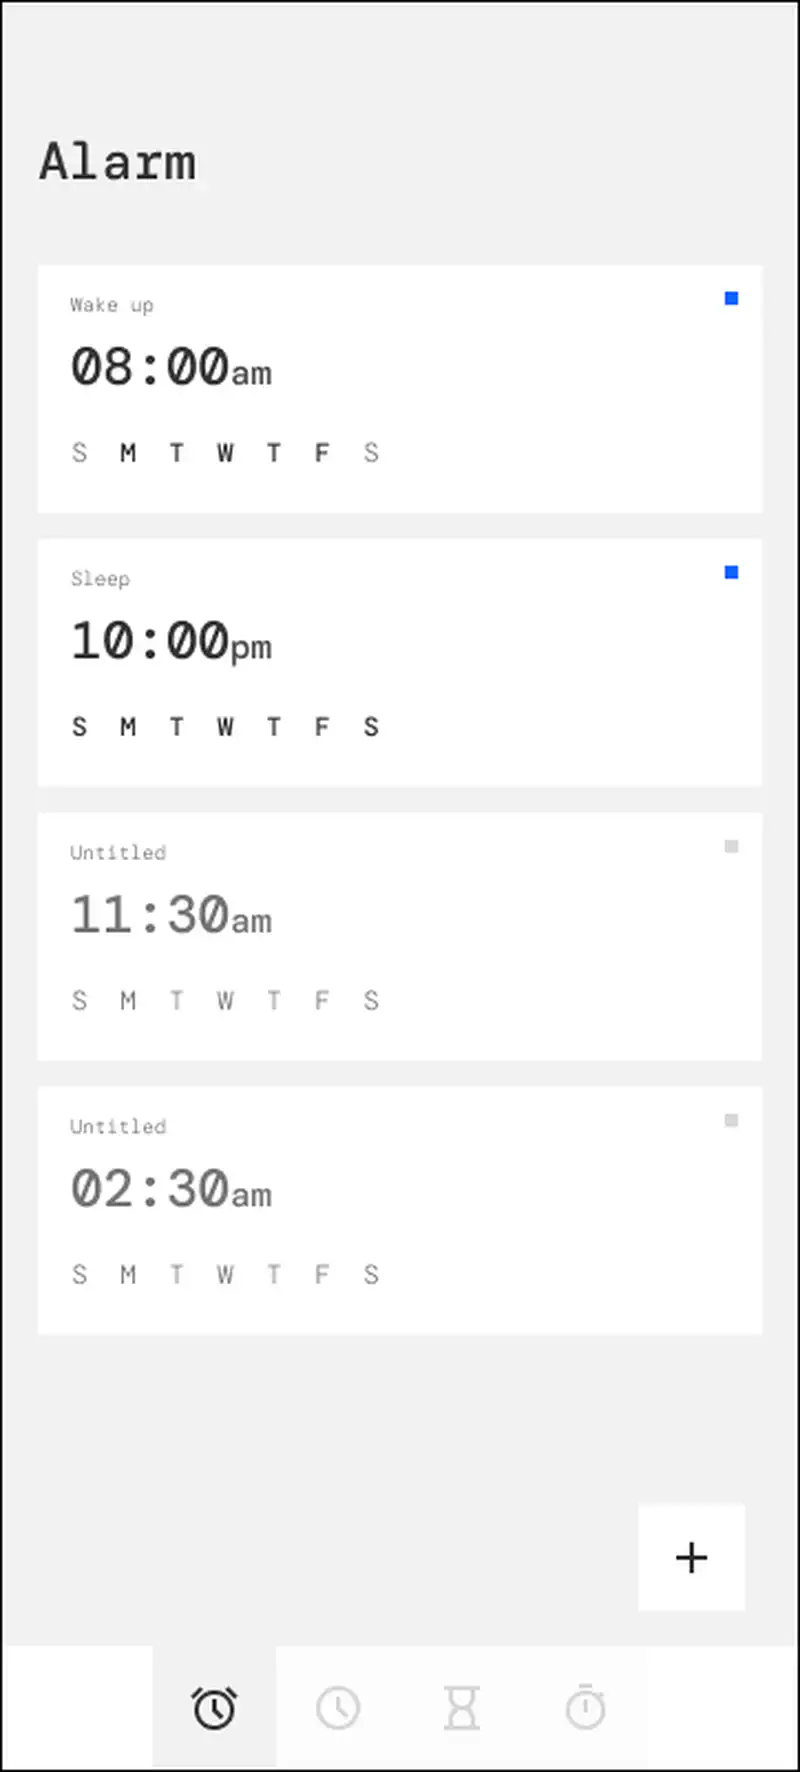 Alarm
Wake up
08:00am
S M T W T F S
Sleep
10:00pm
S M T W T F S
Untitled
11:30am
S M T W T F S
Untitled
02:30am
S M T W T F S
+